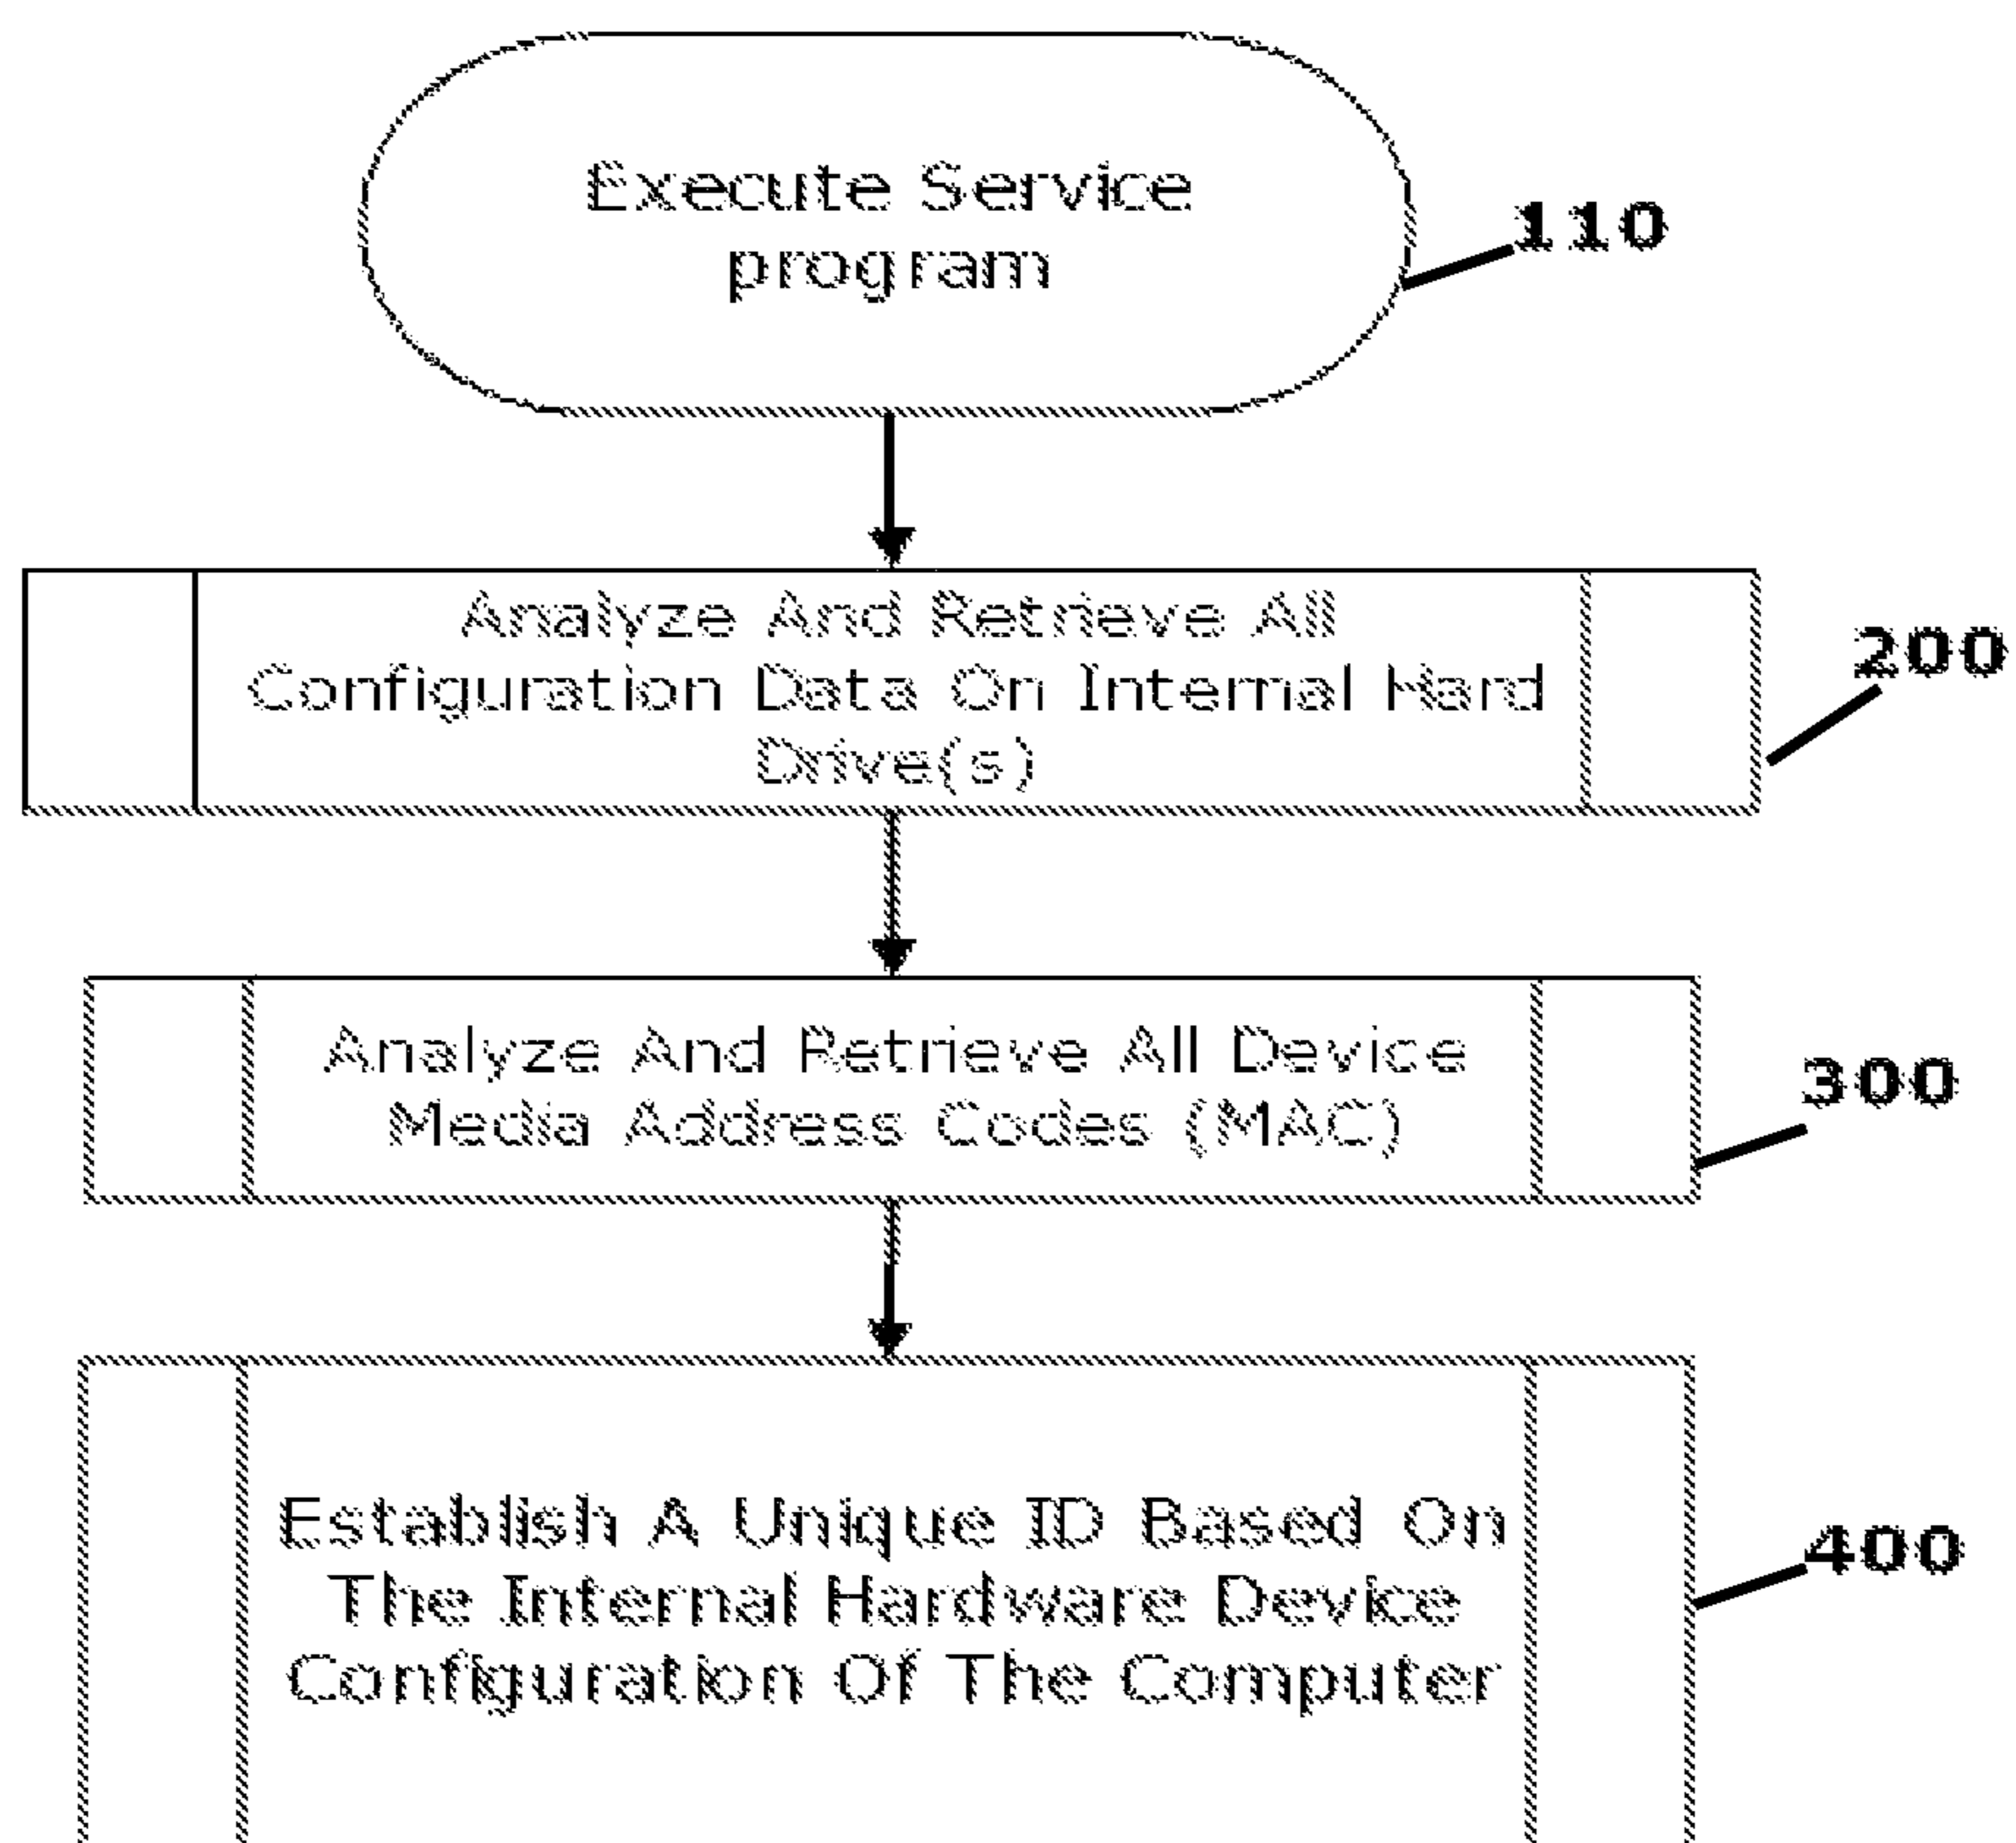 Execute Service
program
110
Analyze And Retrieve All
Configuration Data On Internal Hard
Drive(s)
200
Analyze And Retrieve All Device
Media Address Codes (MAC)
300
Establish A Unique ID Based On
The Internal Hardware Device
Configuration Of The Computer
400